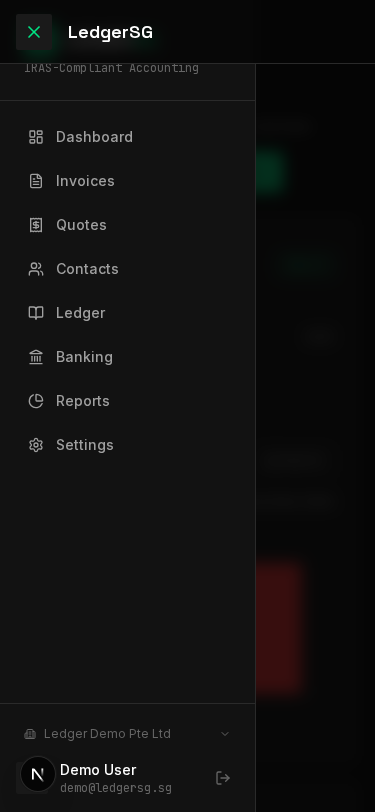 LedgerSG
IRAS-Compliant Accounting
Dashboard
Invoices
Quotes
Contacts
Ledger
Banking
Reports
Settings
Ledger Demo Pte Ltd
N
Demo User
demo@ledgersg.sg